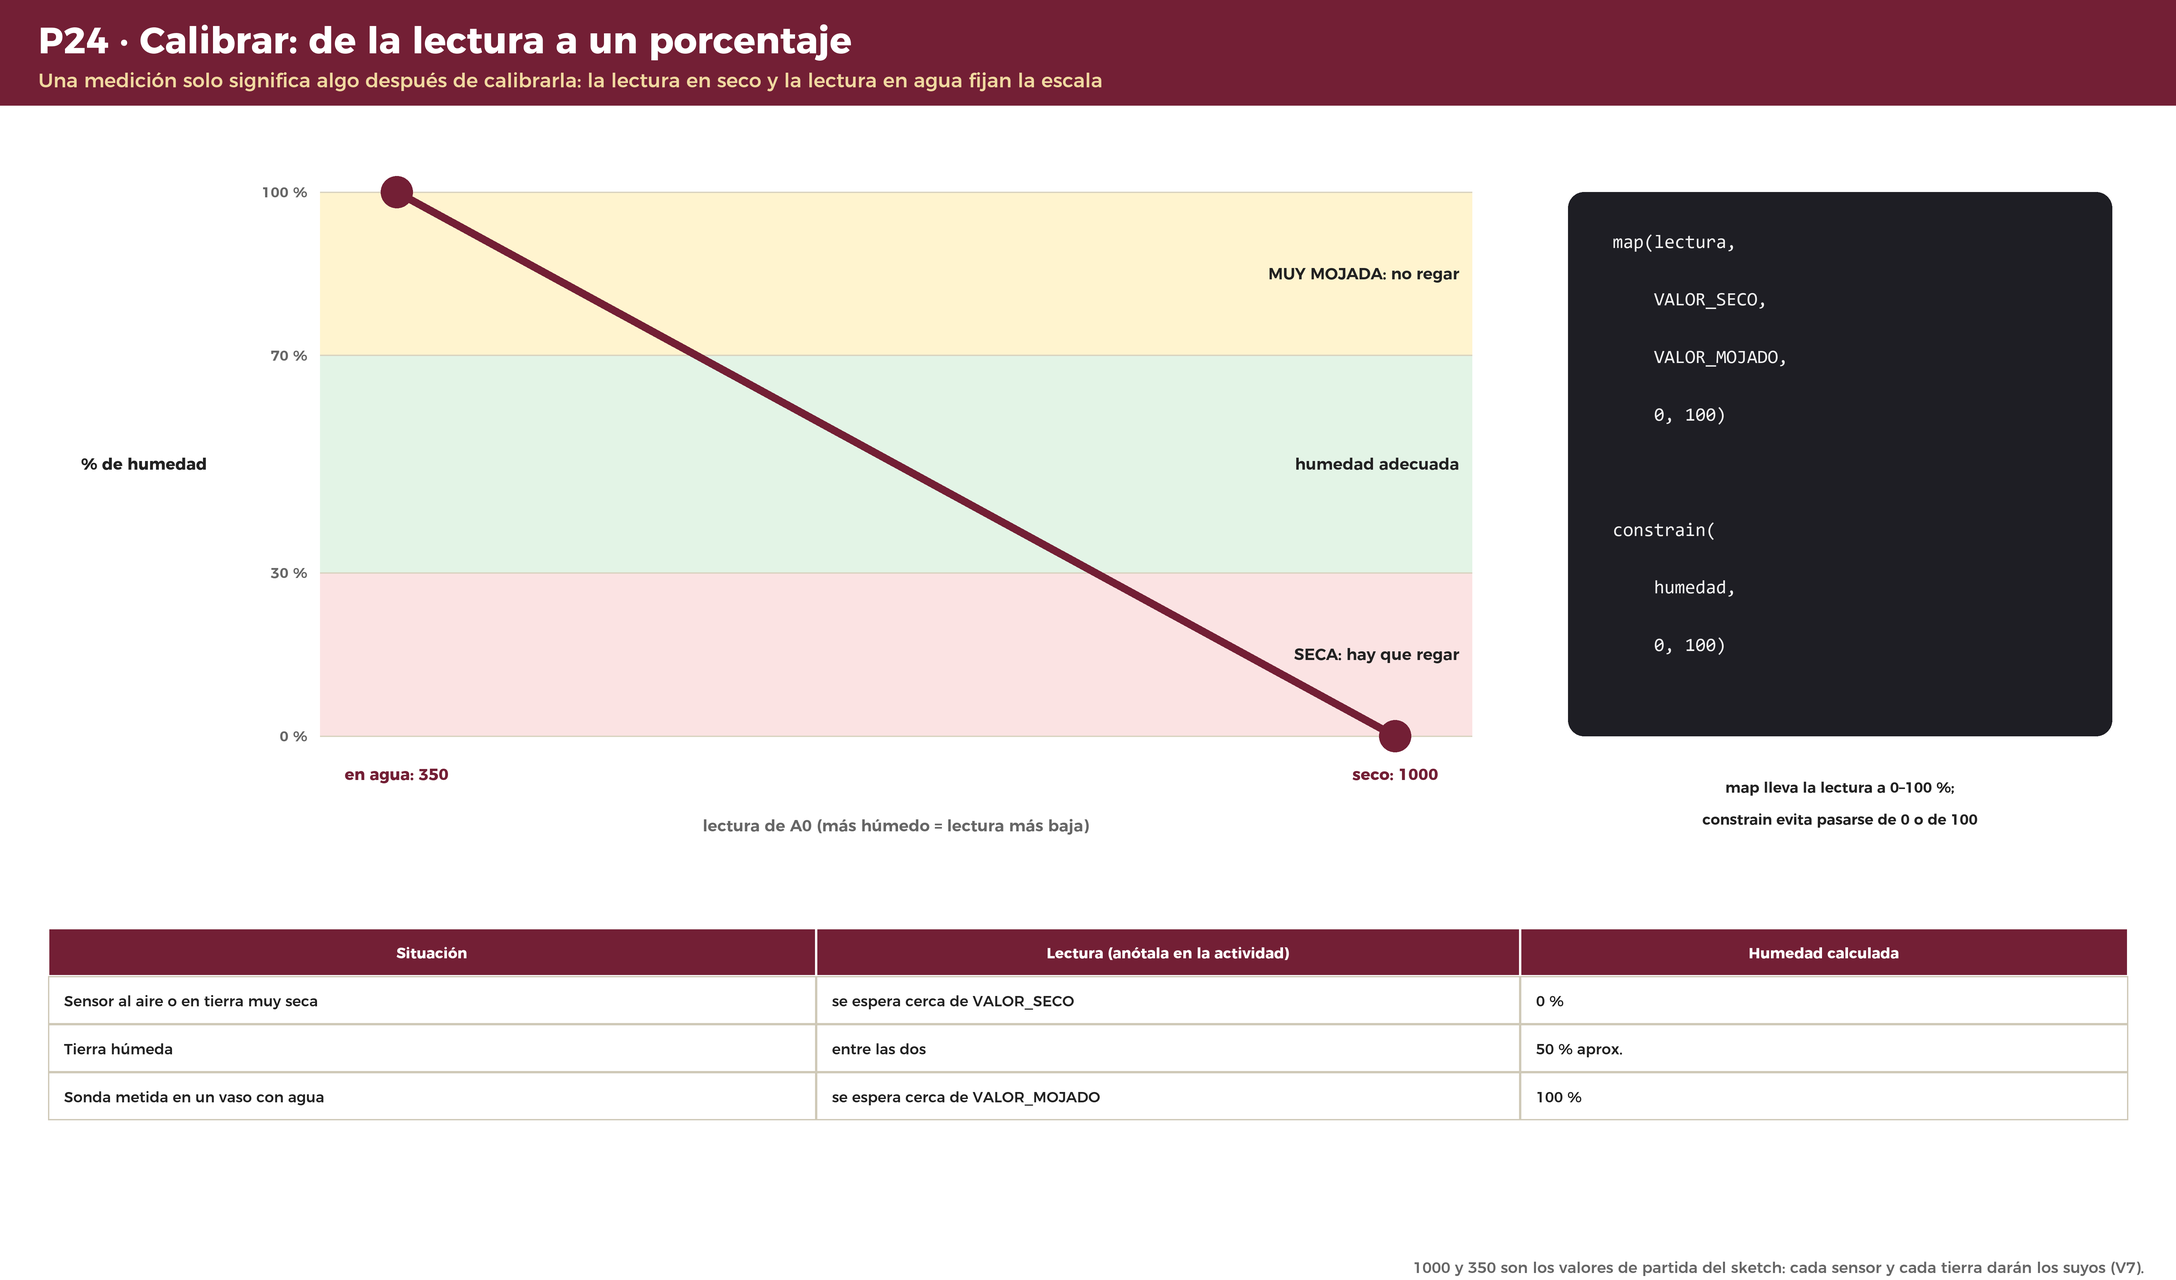 P24 · Calibrar: de la lectura a un porcentaje
Una medición solo significa algo después de calibrarla: la lectura en seco y la lectura en agua fijan la escala
100 %
MUY MOJADA: no regar
70 %
% de humedad
humedad adecuada
30 %
SECA: hay que regar
0 %
en agua: 350
seco: 1000
lectura de A0 (más húmedo = lectura más baja)
map(lectura,
VALOR_SECO,
VALOR_MOJADO,
0, 100)
constrain(
humedad,
0, 100)
map lleva la lectura a 0–100 %;
constrain evita pasarse de 0 o de 100
Situación
Lectura (anótala en la actividad)
Humedad calculada
Sensor al aire o en tierra muy seca
se espera cerca de VALOR_SECO
0 %
Tierra húmeda
entre las dos
50 % aprox.
Sonda metida en un vaso con agua
se espera cerca de VALOR_MOJADO
100 %
1000 y 350 son los valores de partida del sketch: cada sensor y cada tierra darán los suyos (V7).